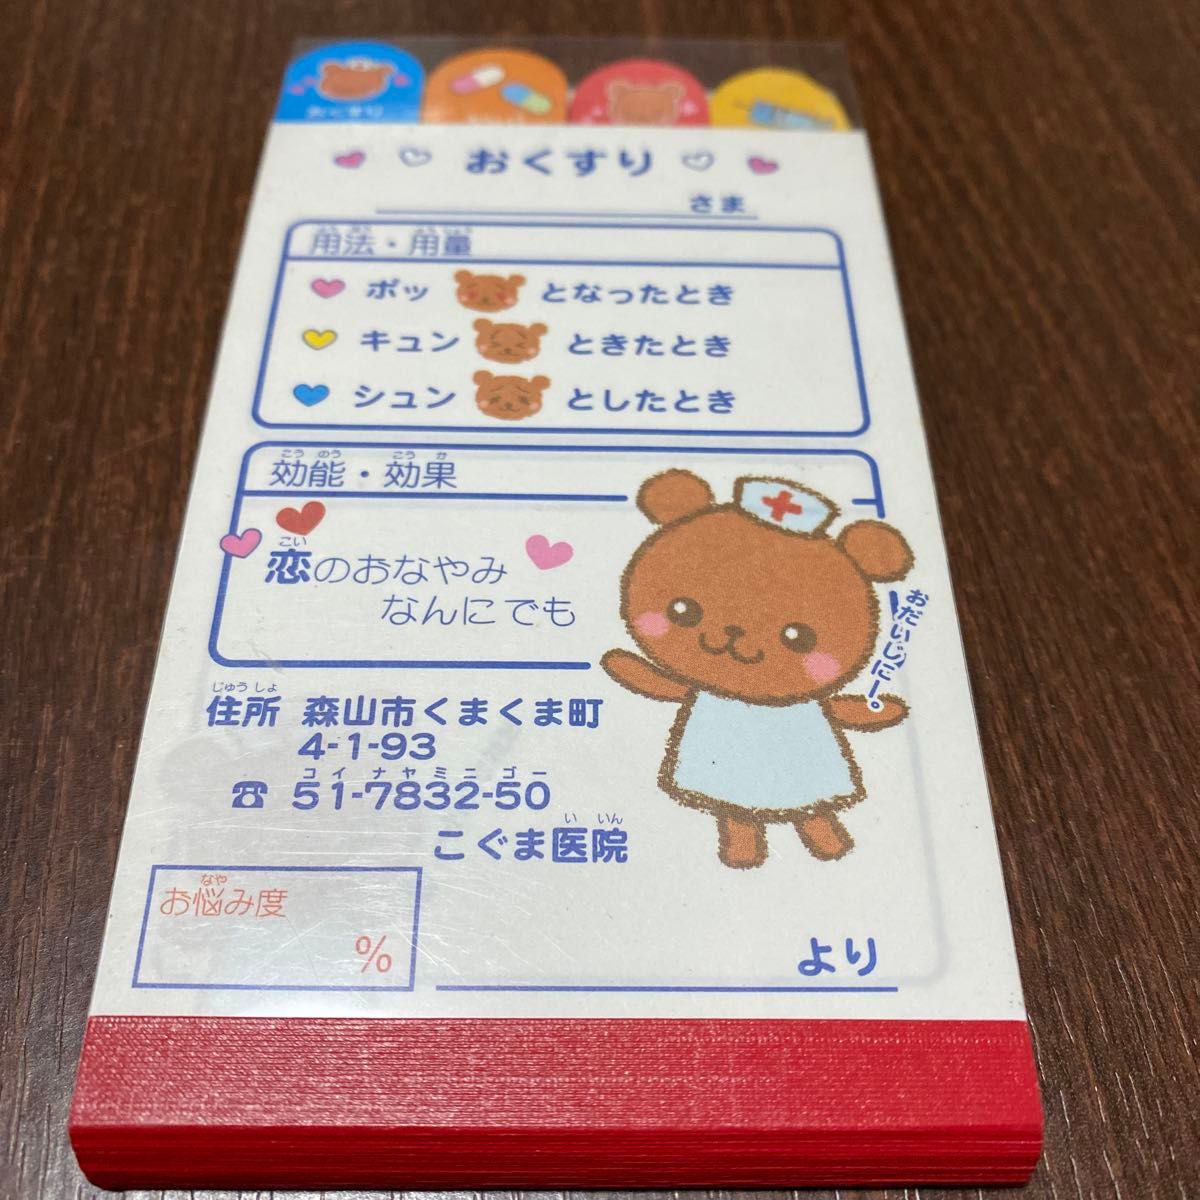 おくすり
おくすり
さま
用法・用量
ポッ となったとき
キュン ときたとき
シュン としたとき
こうのう こうか
効能・効果
こい
恋のおなやみ
なんにでも
おだいじにー。
じゅうしょ
住所 森山市くまくま町
4-1-93
コイナヤミニゴー
☎ 51-7832-50
いいん
こぐま医院
なや
お悩み度
%
より